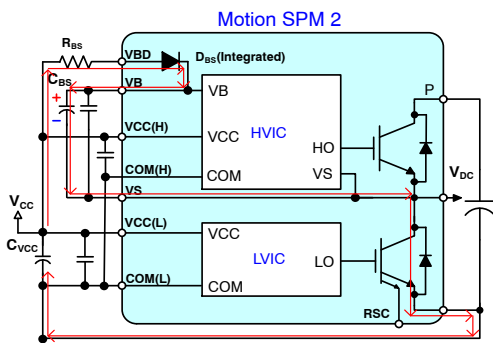 Motion SPM 2
RBS
VBD
DBS(Integrated)
CBS
VB
VB
P
+
−
HVIC
VCC(H)
VCC
HO
COM(H)
COM
VS
VS
VDC
VCC
VCC(L)
VCC
CVCC
LVIC
LO
COM(L)
COM
RSC